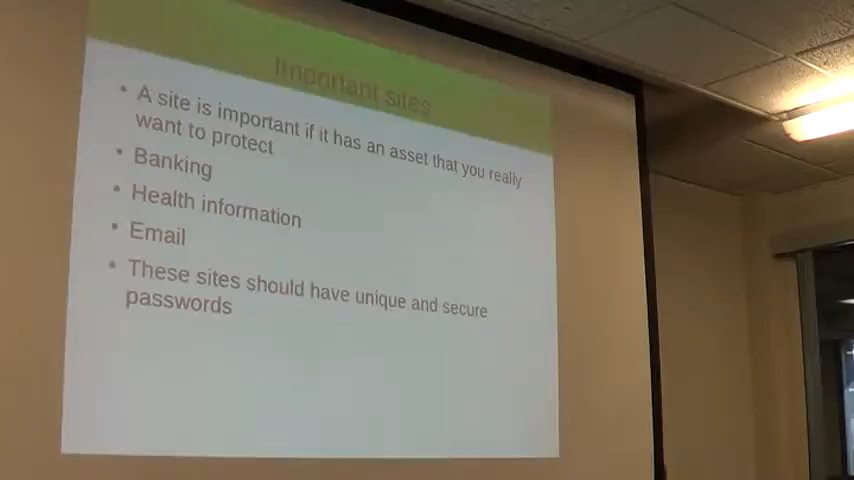 Important sites
• A site is important if it has an asset that you really
want to protect
• Banking
• Health information
• Email
• These sites should have unique and secure
passwords